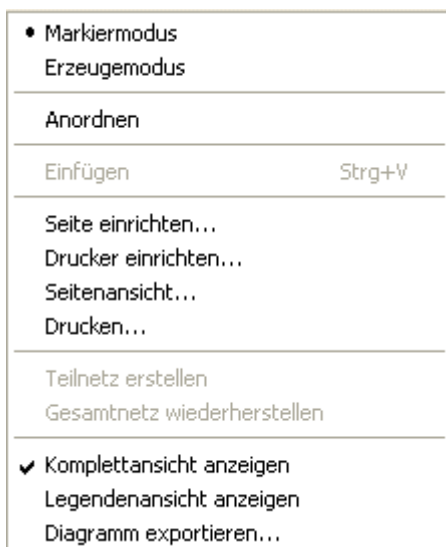 Markiermodus
Erzeugemodus
Anordnen
Einfügen Strg+V
Seite einrichten...
Drucker einrichten...
Seitenansicht...
Drucken...
Teilnetz erstellen
Gesamtnetz wiederherstellen
Komplettansicht anzeigen
Legendenansicht anzeigen
Diagramm exportieren...